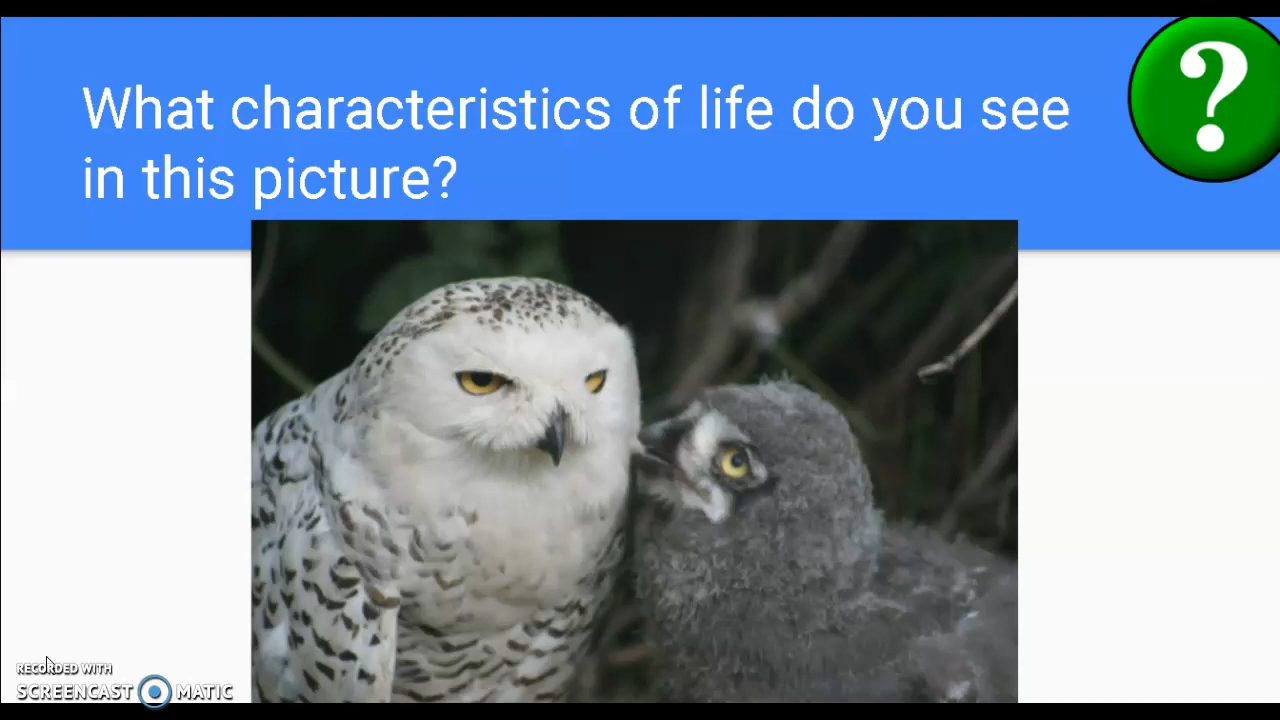 What characteristics of life do you see
in this picture?
?
RECORDED WITH
SCREENCAST MATIC